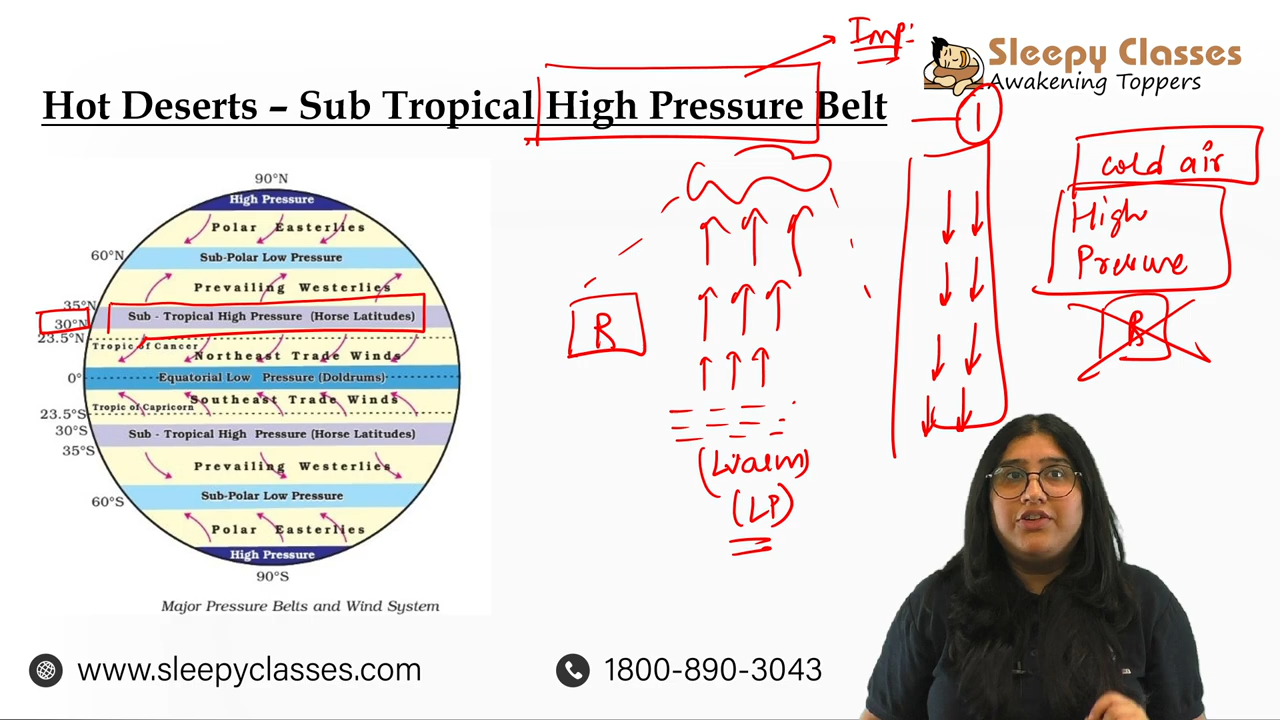 Imp:
Sleepy Classes
Awakening Toppers
Hot Deserts – Sub Tropical High Pressure Belt
1
cold air
High
Pressure
R
R
(Warm)
(LP)
90°N
High Pressure
Polar Easterlies
60°N
Sub-Polar Low Pressure
Prevailing Westerlies
35°N
Sub - Tropical High Pressure (Horse Latitudes)
30°N
23.5°N
Tropic of Cancer
Northeast Trade Winds
0°
Equatorial Low Pressure (Doldrums)
Southeast Trade Winds
Tropic of Capricorn
23.5°S
30°S
Sub - Tropical High Pressure (Horse Latitudes)
35°S
Prevailing Westerlies
60°S
Sub-Polar Low Pressure
Polar Easterlies
High Pressure
90°S
Major Pressure Belts and Wind System
www.sleepyclasses.com
1800-890-3043